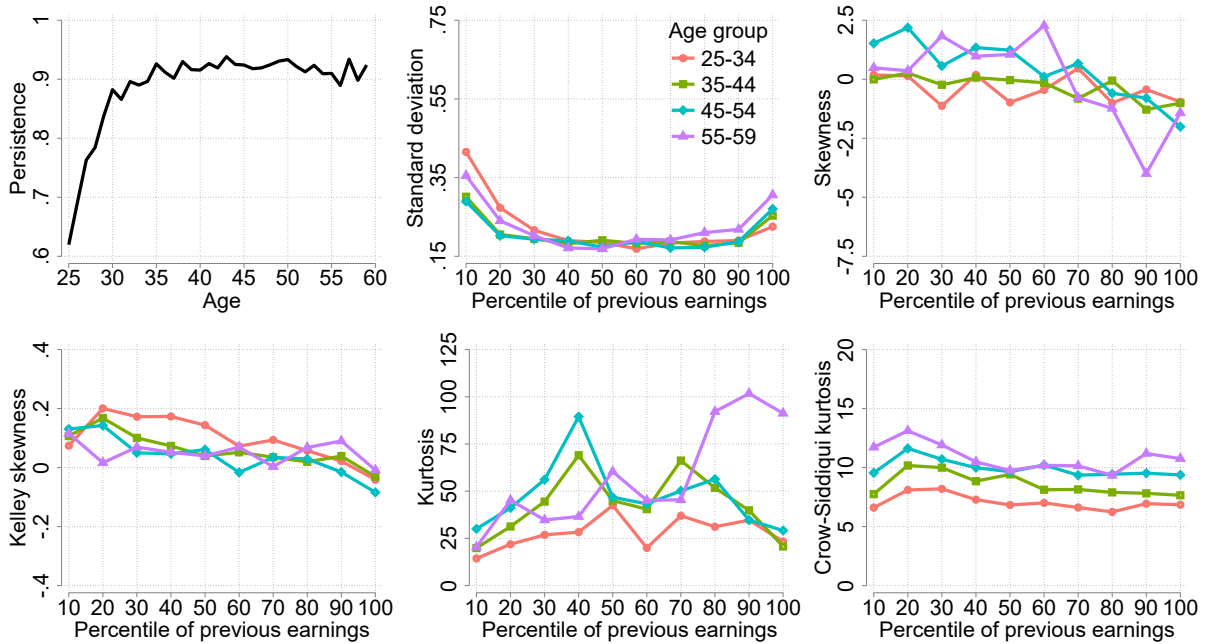 Persistence
1
.9
.8
.7
.6
25 30 35 40 45 50 55 60
Age
Standard deviation
.75
.55
.35
.15
Age group
25-34
35-44
45-54
55-59
10 20 30 40 50 60 70 80 90 100
Percentile of previous earnings
Skewness
2.5
0
-2.5
-5
-7.5
10 20 30 40 50 60 70 80 90 100
Percentile of previous earnings
Kelley skewness
.4
.2
0
-.2
-.4
10 20 30 40 50 60 70 80 90 100
Percentile of previous earnings
Kurtosis
125
100
75
50
25
0
10 20 30 40 50 60 70 80 90 100
Percentile of previous earnings
Crow-Siddiqui kurtosis
20
15
10
5
0
10 20 30 40 50 60 70 80 90 100
Percentile of previous earnings